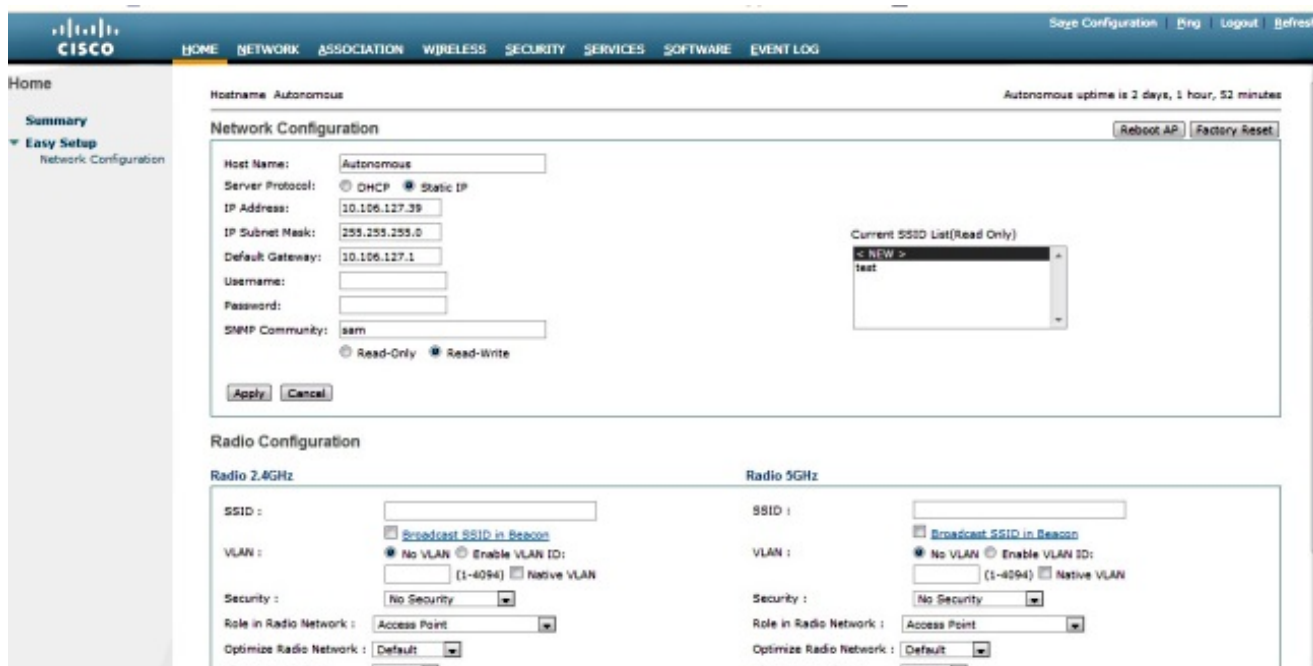 Save Configuration | Ping | Logout | Refres
CISCO
HOME NETWORK ASSOCIATION WIRELESS SECURITY SERVICES SOFTWARE EVENT LOG
Home
Summary
Easy Setup
Network Configuration
Hostname Autonomous
Autonomous uptime is 2 days, 1 hour, 52 minutes
Network Configuration
Reboot AP Factory Reset
Host Name: Autonomous
Server Protocol: DHCP Static IP
IP Address: 10.106.127.39
IP Subnet Mask: 255.255.255.0
Default Gateway: 10.106.127.1
Username:
Password:
SNMP Community: sam
Read-Only Read-Write
Apply Cancel
Current SSID List(Read Only)
< NEW >
test
Radio Configuration
Radio 2.4GHz
SSID :
Broadcast SSID in Beacon
VLAN : No VLAN Enable VLAN ID:
(1-4094) Native VLAN
Security : No Security
Role in Radio Network : Access Point
Optimize Radio Network : Default
Radio 5GHz
SSID :
Broadcast SSID in Beacon
VLAN : No VLAN Enable VLAN ID:
(1-4094) Native VLAN
Security : No Security
Role in Radio Network : Access Point
Optimize Radio Network : Default